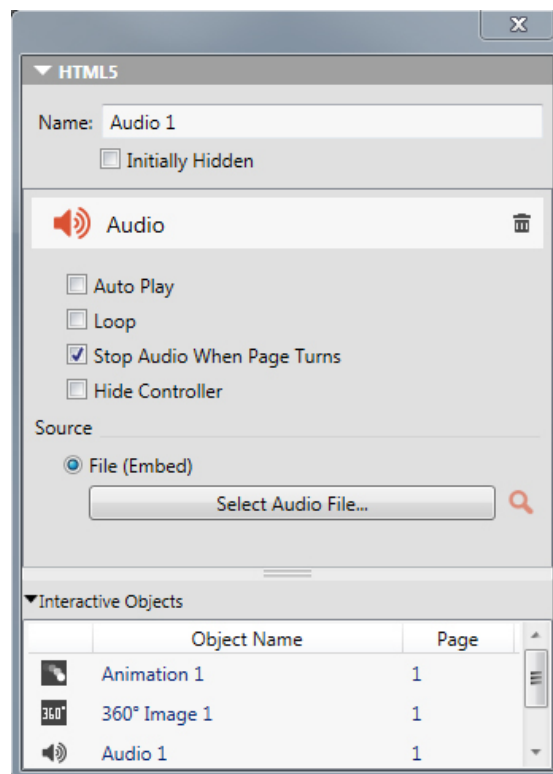 HTML5
Name: Audio 1
Initially Hidden
Audio
Auto Play
Loop
Stop Audio When Page Turns
Hide Controller
Source
File (Embed)
Select Audio File...
Interactive Objects
Object Name Page
Animation 1 1
360° 360° Image 1 1
Audio 1 1